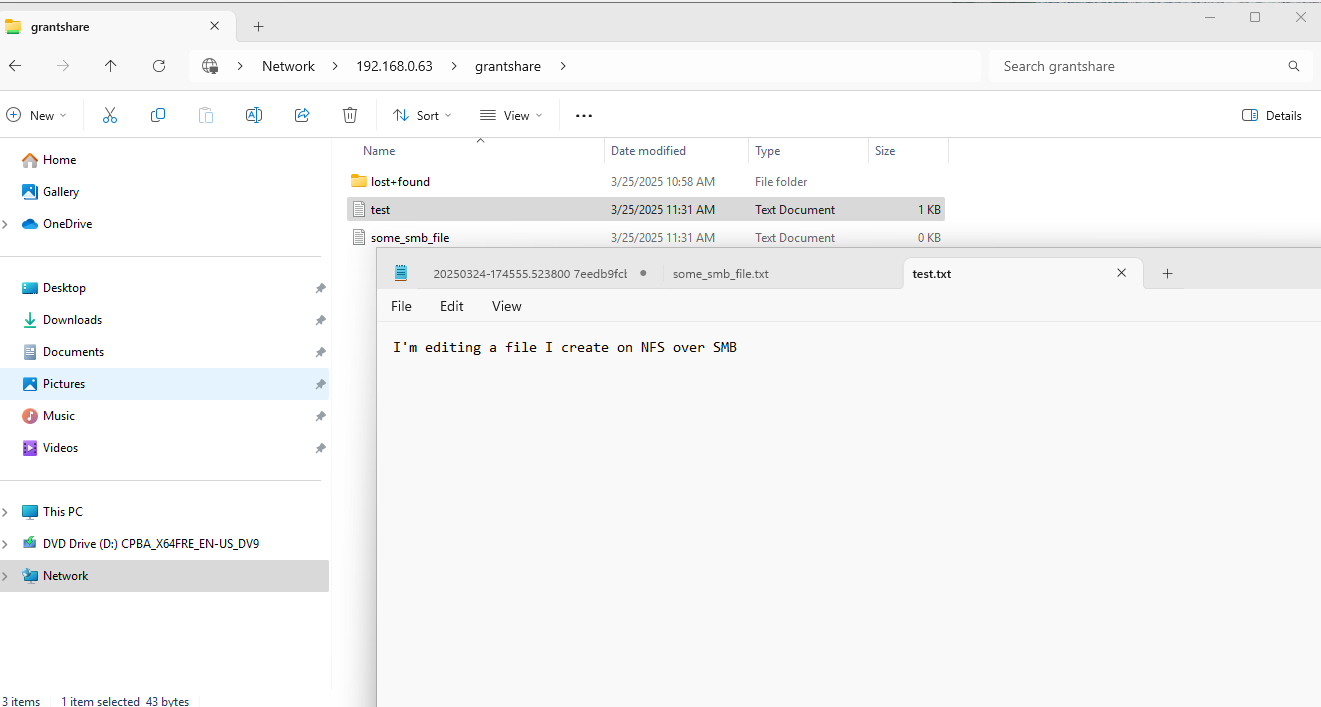 grantshare
Network > 192.168.0.63 > grantshare >
Search grantshare
New
Sort
View
Details
Name Date modified Type Size
Home
Gallery
OneDrive
Desktop
Downloads
Documents
Pictures
Music
Videos
This PC
DVD Drive (D:) CPBA_X64FRE_EN-US_DV9
Network
lost+found 3/25/2025 10:58 AM File folder
test 3/25/2025 11:31 AM Text Document 1 KB
some_smb_file 3/25/2025 11:31 AM Text Document 0 KB
20250324-174555.523800 7eedb9fcb some_smb_file.txt test.txt
File Edit View
I'm editing a file I create on NFS over SMB
3 items 1 item selected 43 bytes